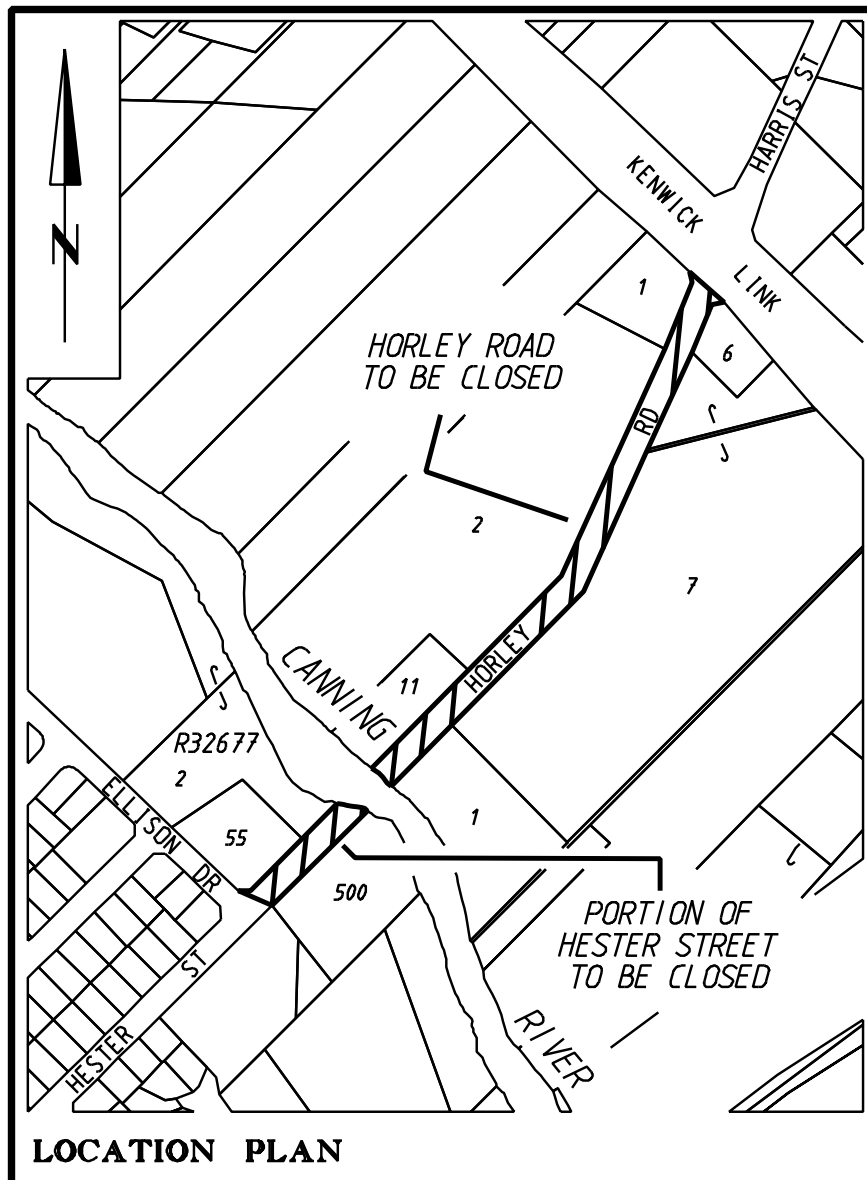 HARRIS ST
KENWICK
LINK
N
1
6
HORLEY ROAD
TO BE CLOSED
RD
2
7
HORLEY
11
CANNING
R32677
2
ELLISON DR
55
1
500
PORTION OF
HESTER STREET
TO BE CLOSED
HESTER ST
RIVER
LOCATION PLAN